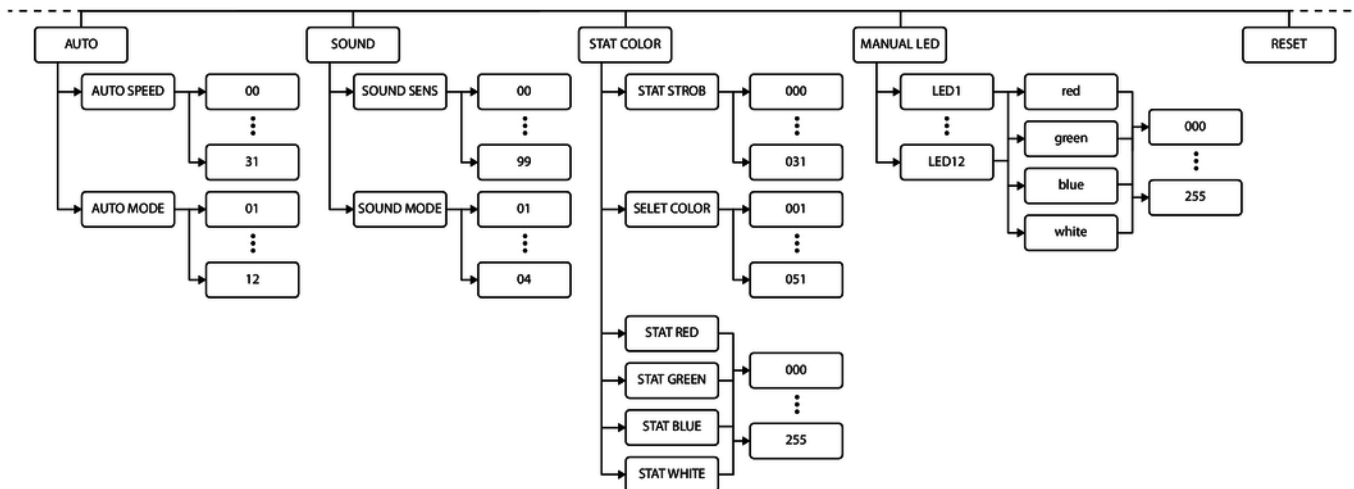 AUTO
SOUND
STAT COLOR
MANUAL LED
RESET
AUTO SPEED
00
31
AUTO MODE
01
12
SOUND SENS
00
99
SOUND MODE
01
04
STAT STROB
000
031
SELET COLOR
001
051
STAT RED
STAT GREEN
STAT BLUE
STAT WHITE
000
255
LED1
LED12
red
green
blue
white
000
255